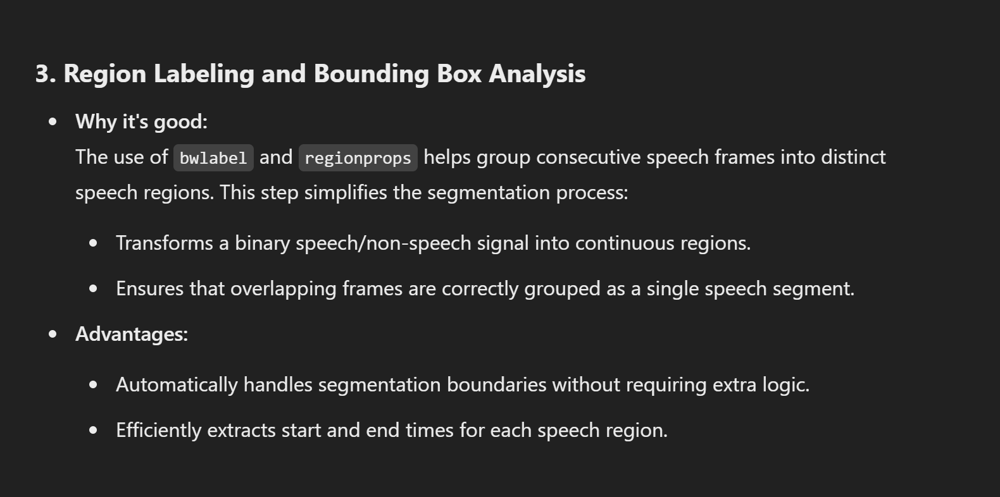 3. Region Labeling and Bounding Box Analysis
• Why it's good:
The use of bwlabel and regionprops helps group consecutive speech frames into distinct
speech regions. This step simplifies the segmentation process:
• Transforms a binary speech/non-speech signal into continuous regions.
• Ensures that overlapping frames are correctly grouped as a single speech segment.
• Advantages:
• Automatically handles segmentation boundaries without requiring extra logic.
• Efficiently extracts start and end times for each speech region.